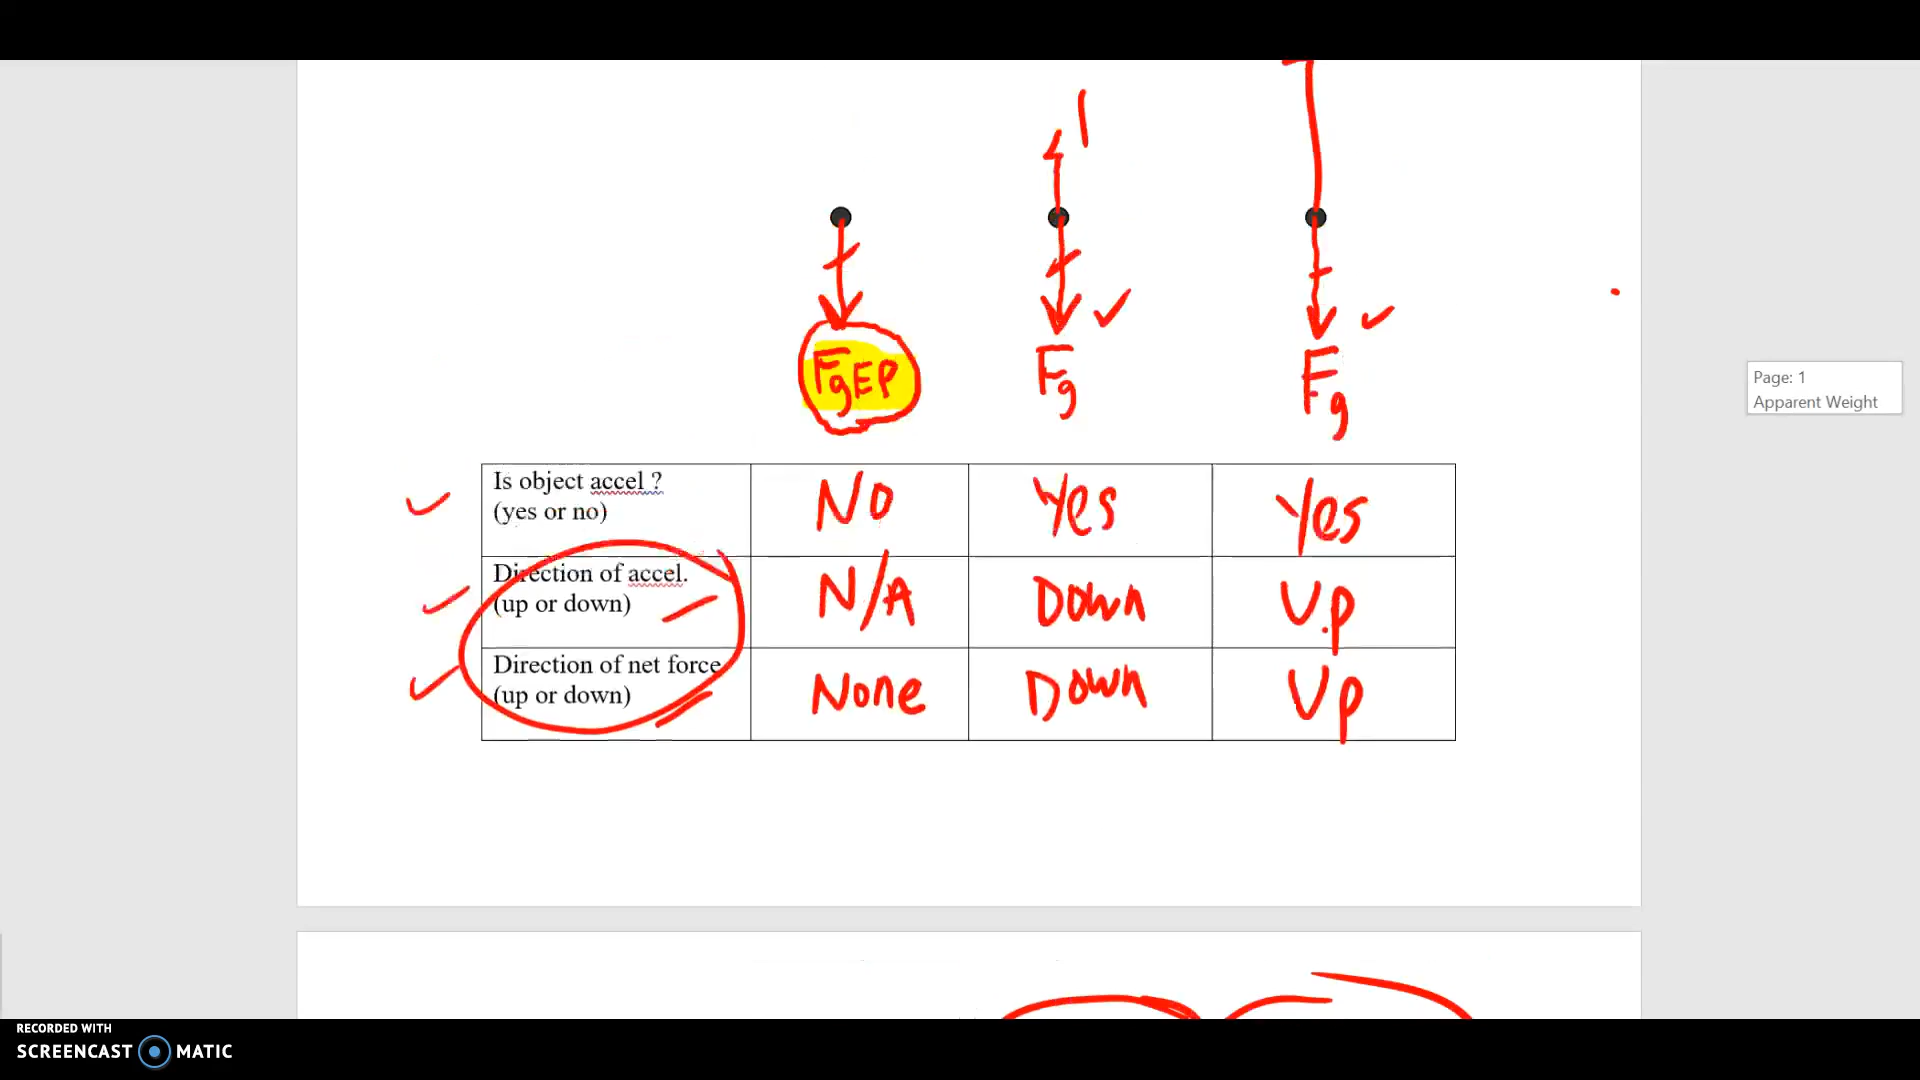 FgEP
Fg
Fg
Page: 1
Apparent Weight
Is object accel ?
(yes or no)
No
Yes
Yes
Direction of accel.
(up or down)
N/A
Down
Up
Direction of net force
(up or down)
None
Down
Up
RECORDED WITH
SCREENCAST MATIC